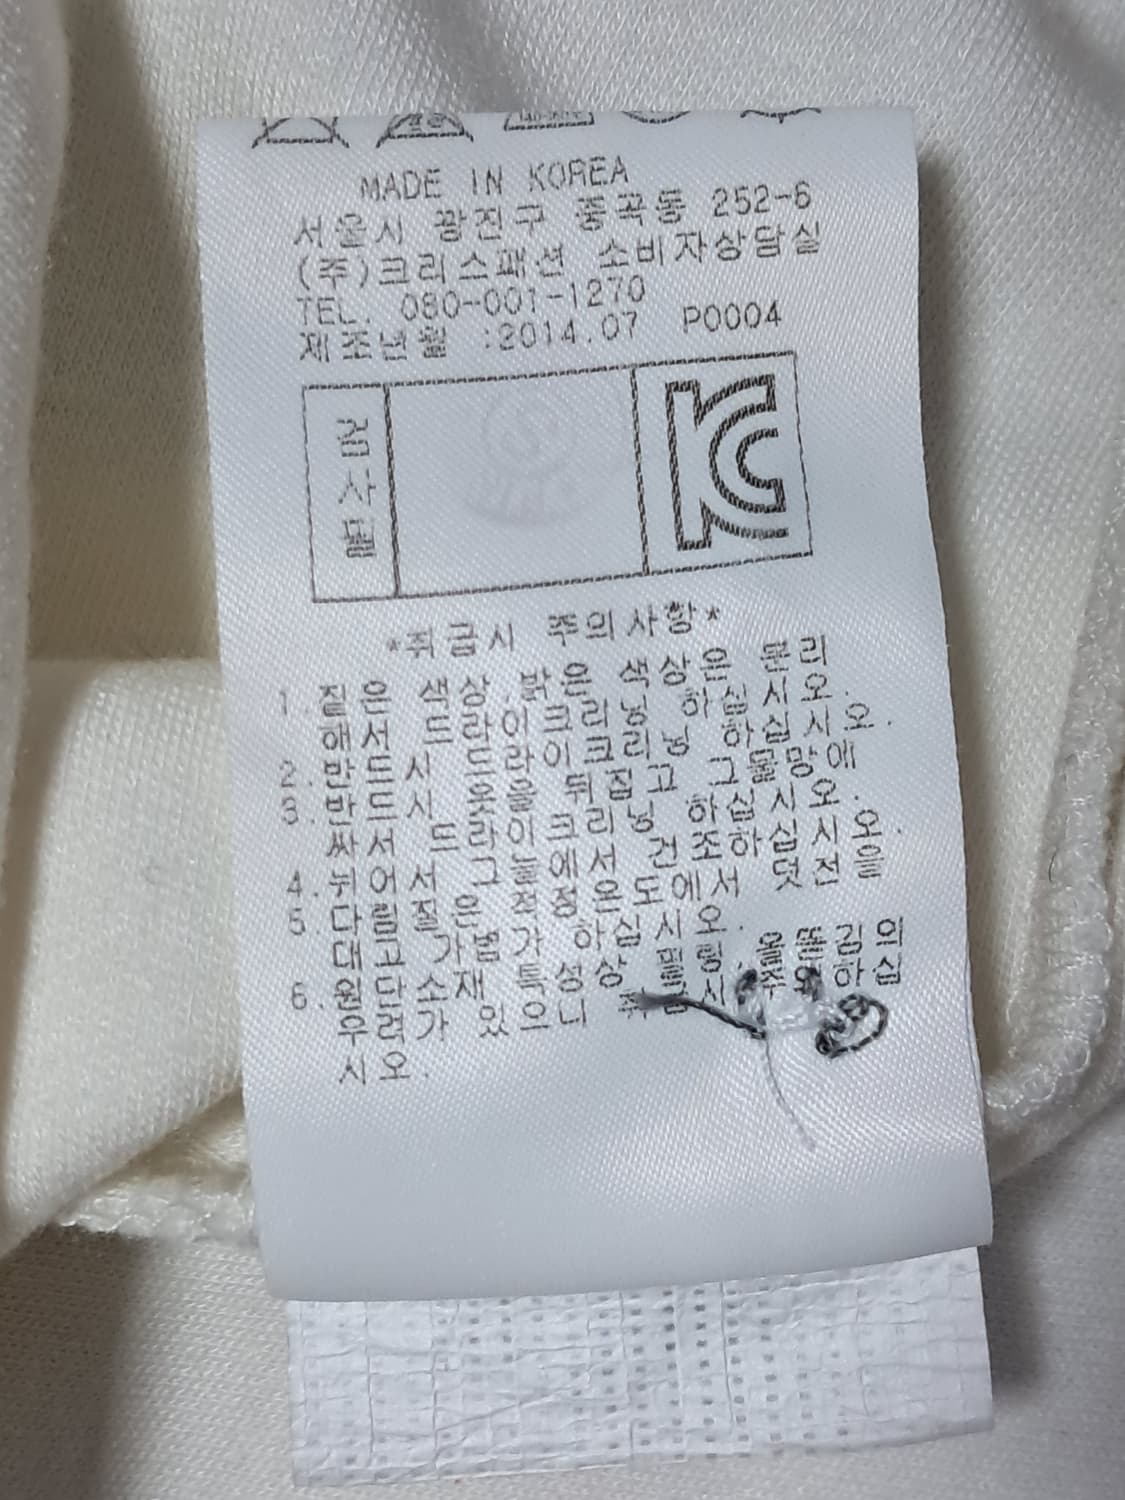 MADE IN KOREA
서울시 광진구 중곡동 252-6
(주)크리스패션 소비자상담실
TEL. 080-001-1270
제조년월 :2014.07 P0004
검사필
KC
*취급시 주의사항*
1. 짙은 색상.밝은 색상은 분리
해서 드라이크리닝 하십시오.
2. 반드시 드라이크리닝 하십시오.
3. 반드시 옷을 뒤집고 그물망에
싸서 드라이크리닝 하십시오.
4. 뉘어서 그늘에서 건조하십시오.
5. 다림질은 적정온도에서 덧천을
대고 가볍가 하십시오.
6. 원단소재 특성상 필링.올뜯김의
우려가 있으니 취급시 주의하십
시오.